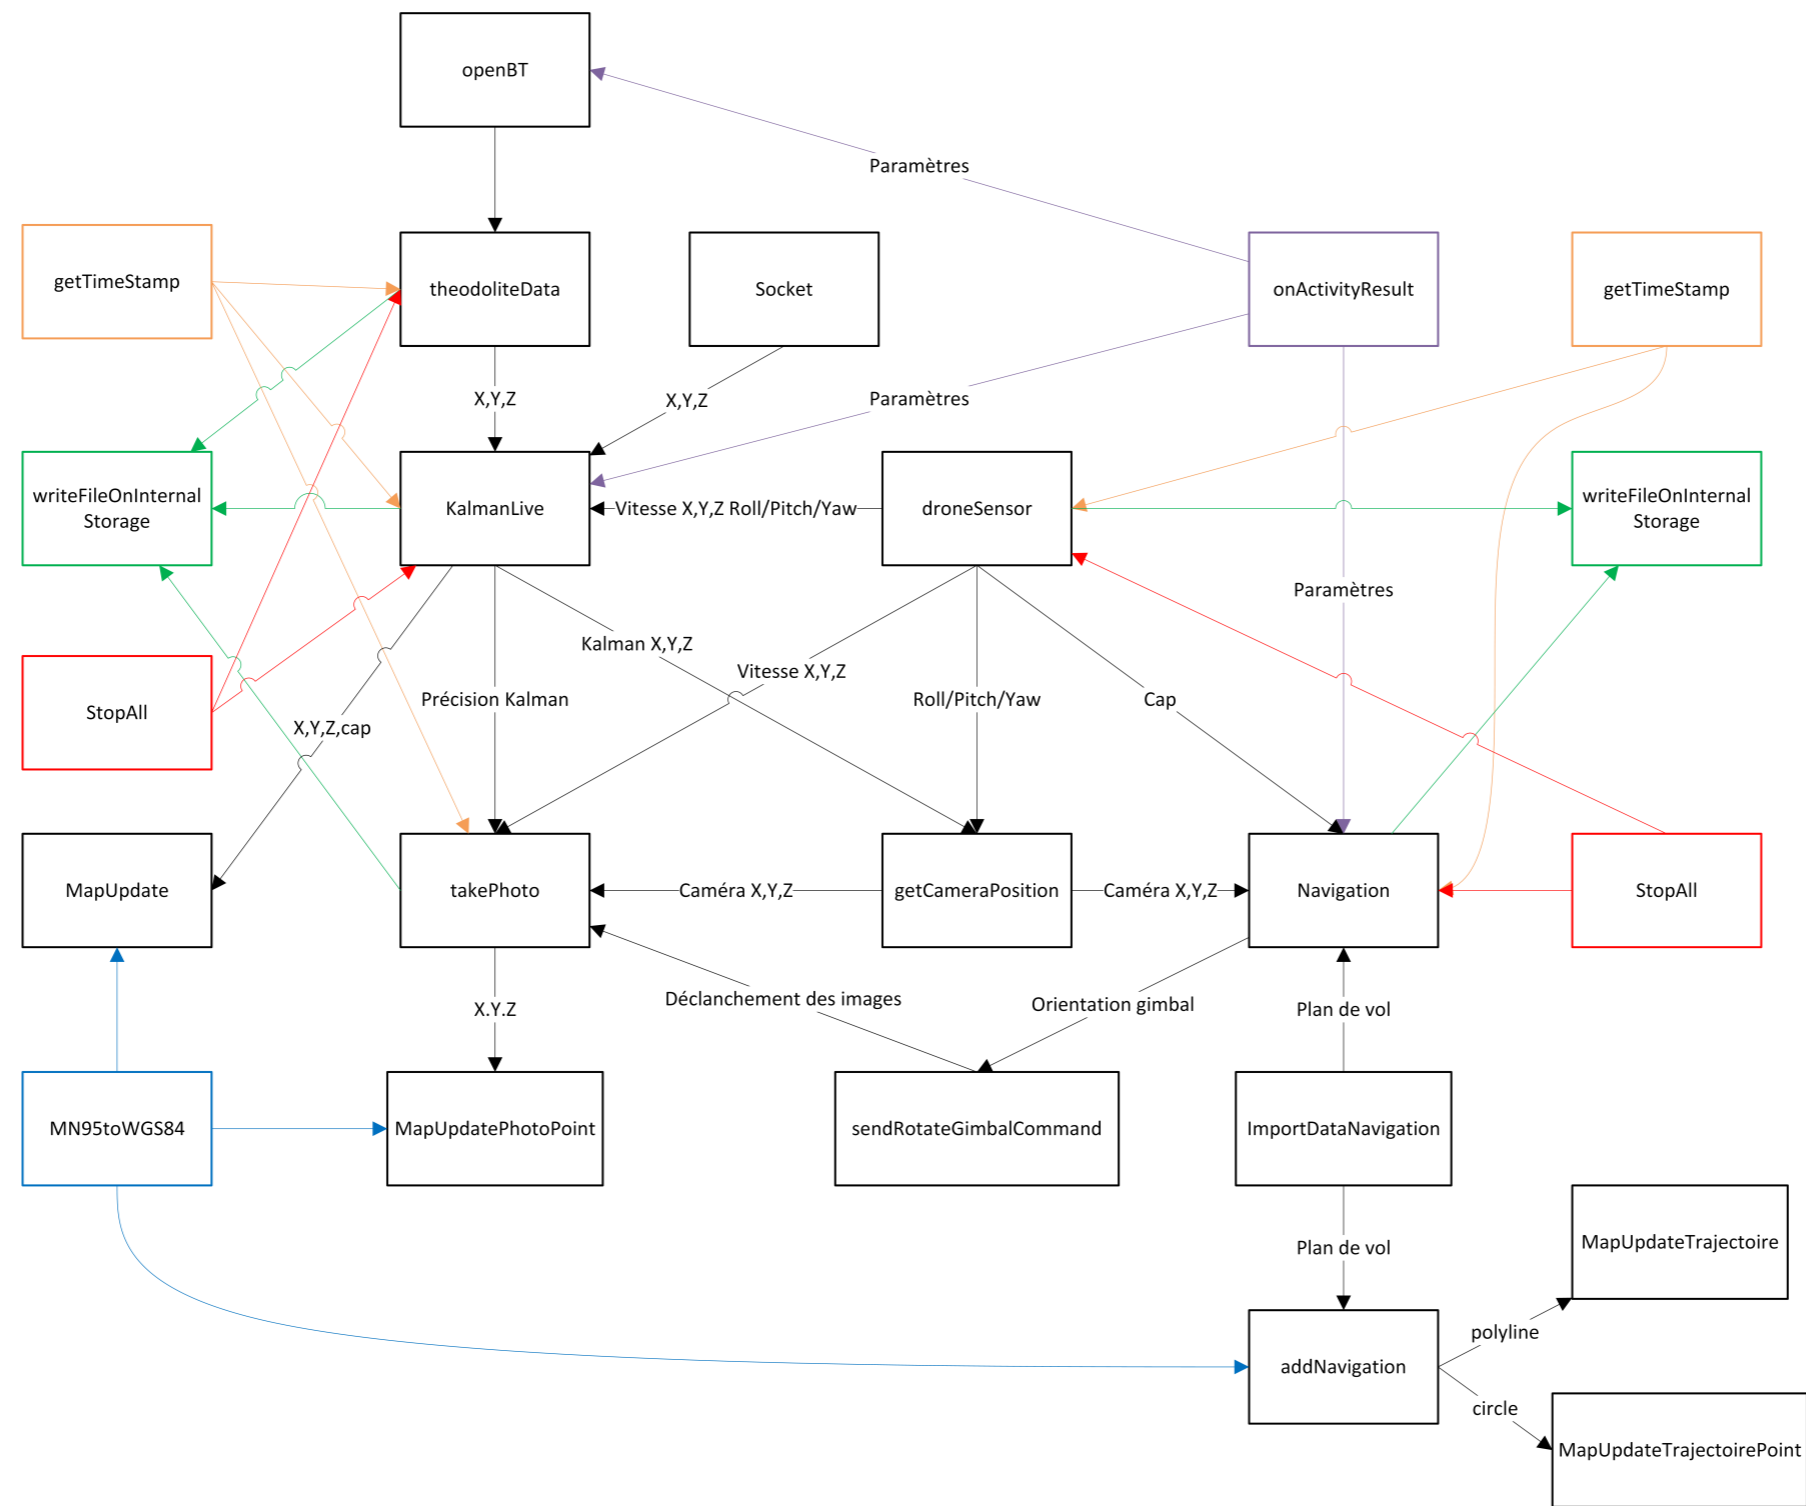 openBT
Paramètres
getTimeStamp
theodoliteData
Socket
onActivityResult
getTimeStamp
X,Y,Z
X,Y,Z
Paramètres
writeFileOnInternal
Storage
KalmanLive
Vitesse X,Y,Z Roll/Pitch/Yaw
droneSensor
writeFileOnInternal
Storage
Paramètres
Kalman X,Y,Z
Vitesse X,Y,Z
StopAll
Précision Kalman
Roll/Pitch/Yaw
Cap
X,Y,Z,cap
MapUpdate
takePhoto
Caméra X,Y,Z
getCameraPosition
Caméra X,Y,Z
Navigation
StopAll
Déclanchement des images
Orientation gimbal
X.Y.Z
Plan de vol
MN95toWGS84
MapUpdatePhotoPoint
sendRotateGimbalCommand
ImportDataNavigation
Plan de vol
MapUpdateTrajectoire
polyline
addNavigation
circle
MapUpdateTrajectoirePoint